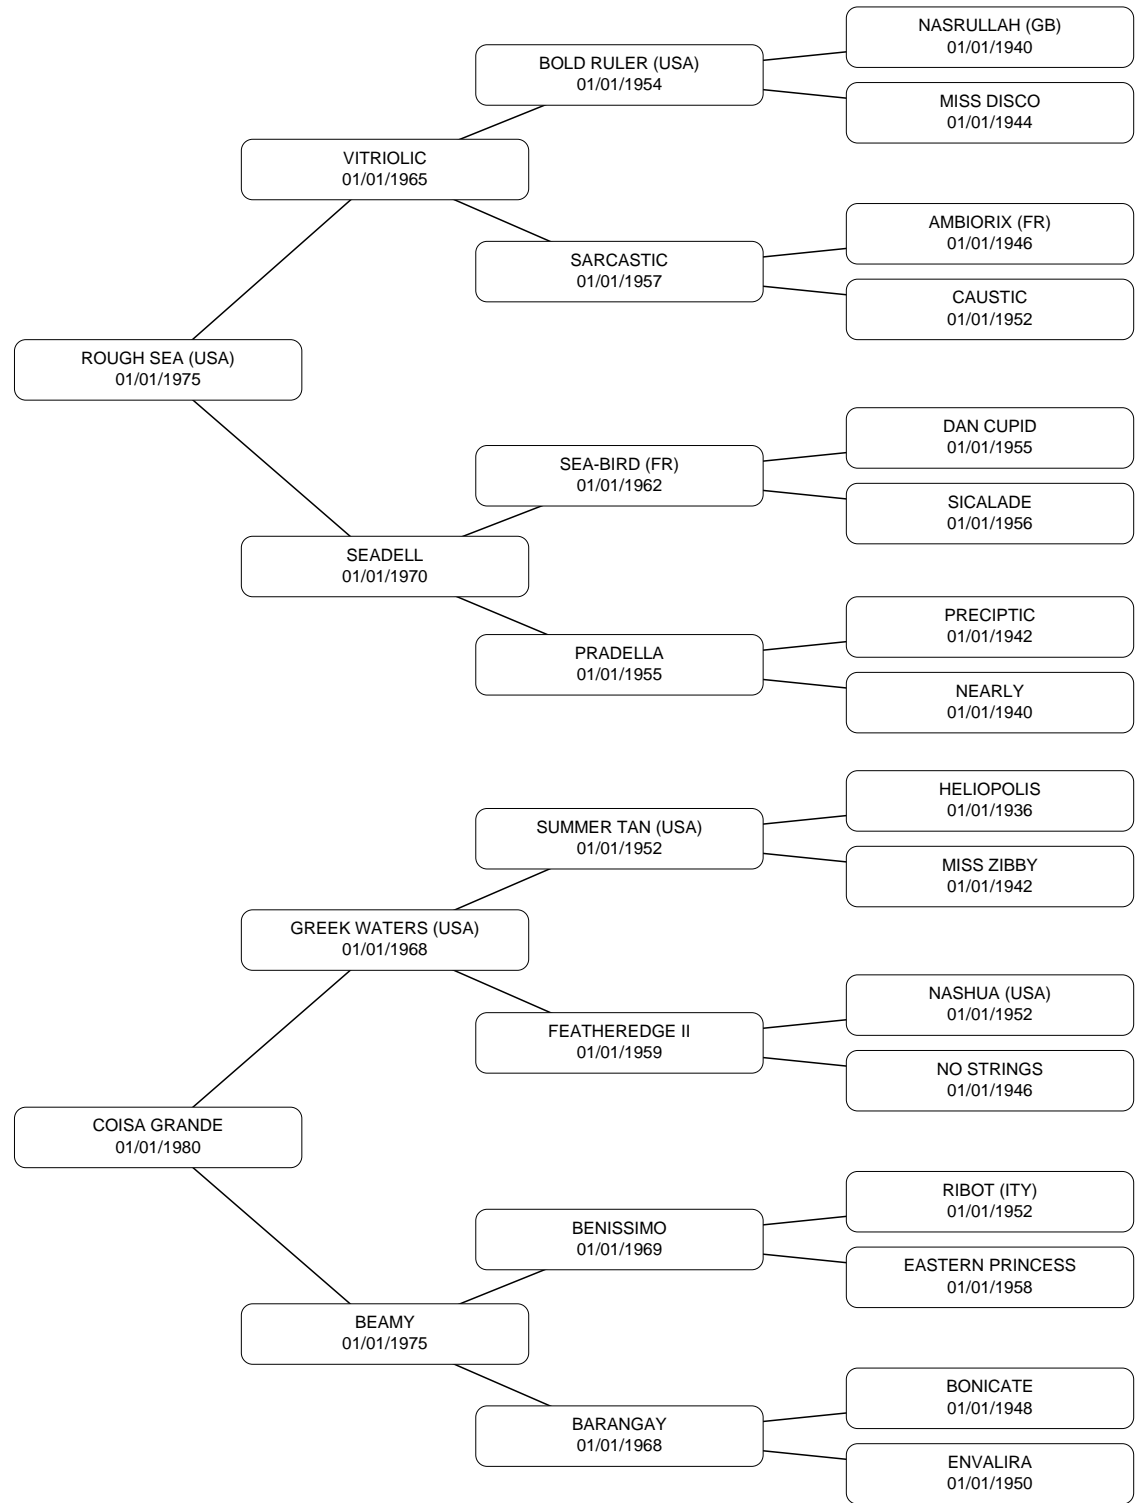 NASRULLAH (GB)
01/01/1940
BOLD RULER (USA)
01/01/1954
MISS DISCO
01/01/1944
VITRIOLIC
01/01/1965
AMBIORIX (FR)
01/01/1946
SARCASTIC
01/01/1957
CAUSTIC
01/01/1952
ROUGH SEA (USA)
01/01/1975
DAN CUPID
01/01/1955
SEA-BIRD (FR)
01/01/1962
SICALADE
01/01/1956
SEADELL
01/01/1970
PRECIPTIC
01/01/1942
PRADELLA
01/01/1955
NEARLY
01/01/1940
HELIOPOLIS
01/01/1936
SUMMER TAN (USA)
01/01/1952
MISS ZIBBY
01/01/1942
GREEK WATERS (USA)
01/01/1968
NASHUA (USA)
01/01/1952
FEATHEREDGE II
01/01/1959
NO STRINGS
01/01/1946
COISA GRANDE
01/01/1980
RIBOT (ITY)
01/01/1952
BENISSIMO
01/01/1969
EASTERN PRINCESS
01/01/1958
BEAMY
01/01/1975
BONICATE
01/01/1948
BARANGAY
01/01/1968
ENVALIRA
01/01/1950